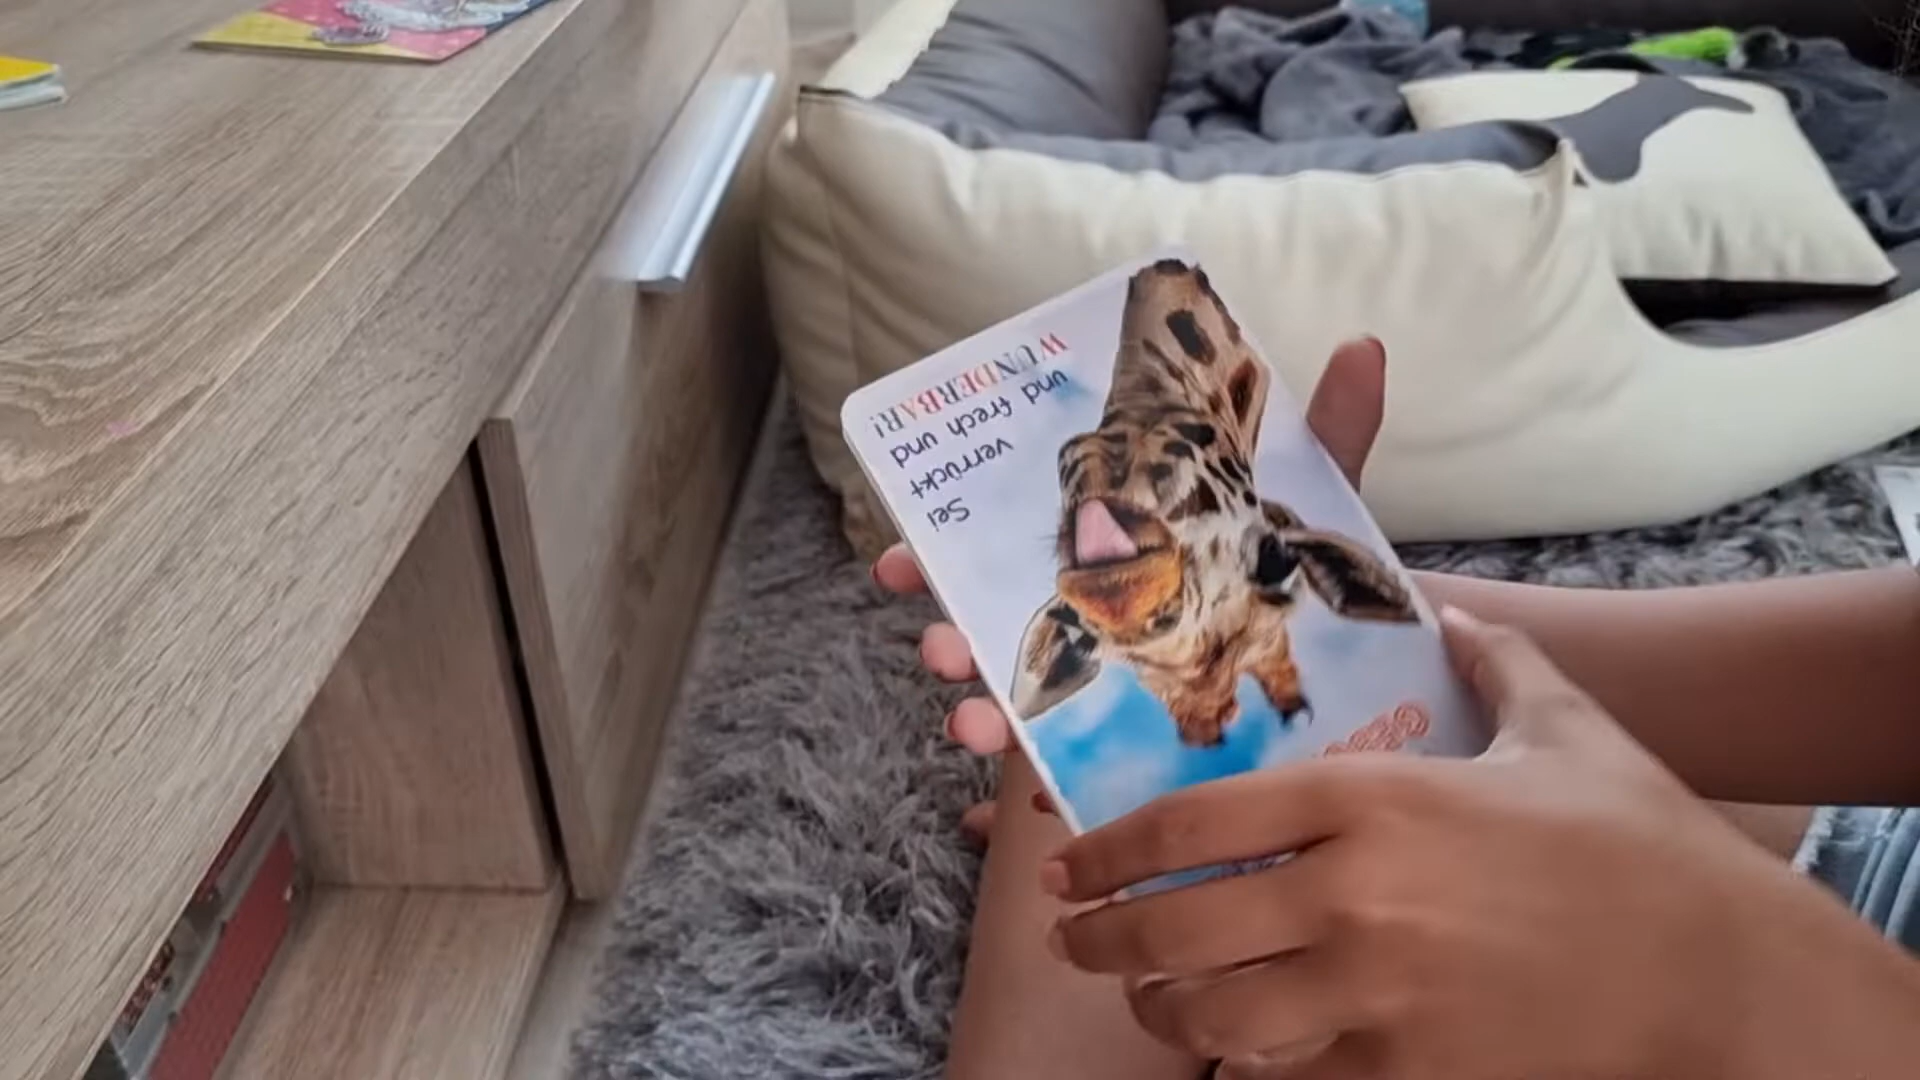 Sei
verrückt
und frech und
WUNDERBAR!